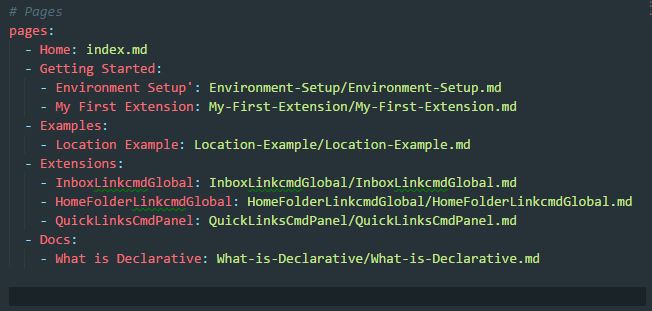 # Pages
pages:
- Home: index.md
- Getting Started:
- Environment Setup': Environment-Setup/Environment-Setup.md
- My First Extension: My-First-Extension/My-First-Extension.md
- Examples:
- Location Example: Location-Example/Location-Example.md
- Extensions:
- InboxLinkcmdGlobal: InboxLinkcmdGlobal/InboxLinkcmdGlobal.md
- HomeFolderLinkcmdGlobal: HomeFolderLinkcmdGlobal/HomeFolderLinkcmdGlobal.md
- QuickLinksCmdPanel: QuickLinksCmdPanel/QuickLinksCmdPanel.md
- Docs:
- What is Declarative: What-is-Declarative/What-is-Declarative.md